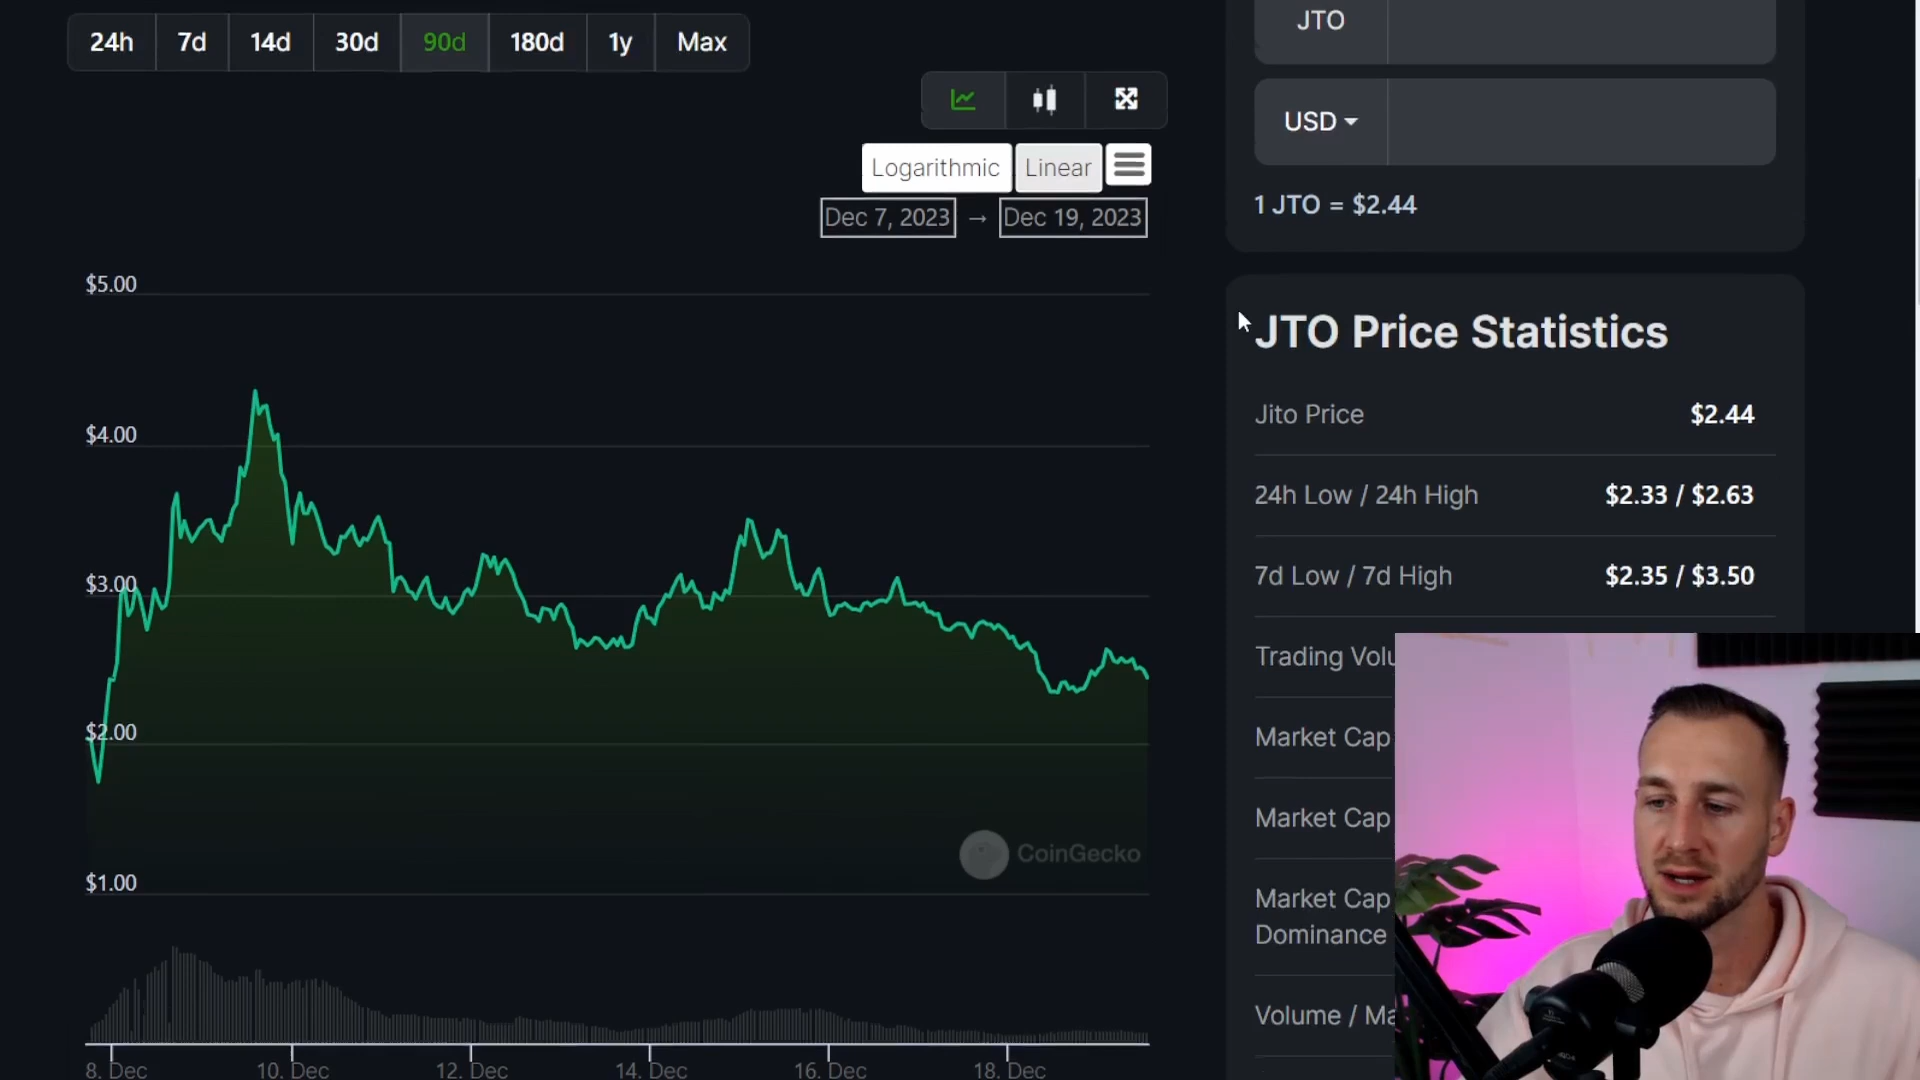 24h 7d 14d 30d 90d 180d 1y Max
Logarithmic Linear
Dec 7, 2023 → Dec 19, 2023
$5.00
$4.00
$3.00
$2.00
$1.00
CoinGecko
8. Dec 10. Dec 12. Dec 14. Dec 16. Dec 18. Dec
JTO
USD
1 JTO = $2.44
JTO Price Statistics
Jito Price $2.44
24h Low / 24h High $2.33 / $2.63
7d Low / 7d High $2.35 / $3.50
Trading
Market Cap
Market Cap
Market Cap
Dominance
Volume /